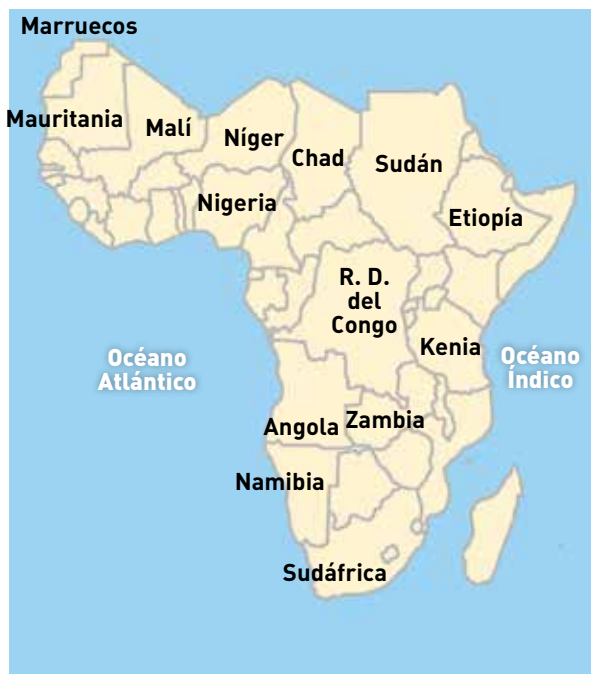 Marruecos
Mauritania
Malí
Níger
Chad
Sudán
Nigeria
Etiopía
R. D.
del
Congo
Kenia
Océano
Atlántico
Océano
Índico
Angola
Zambia
Namibia
Sudáfrica